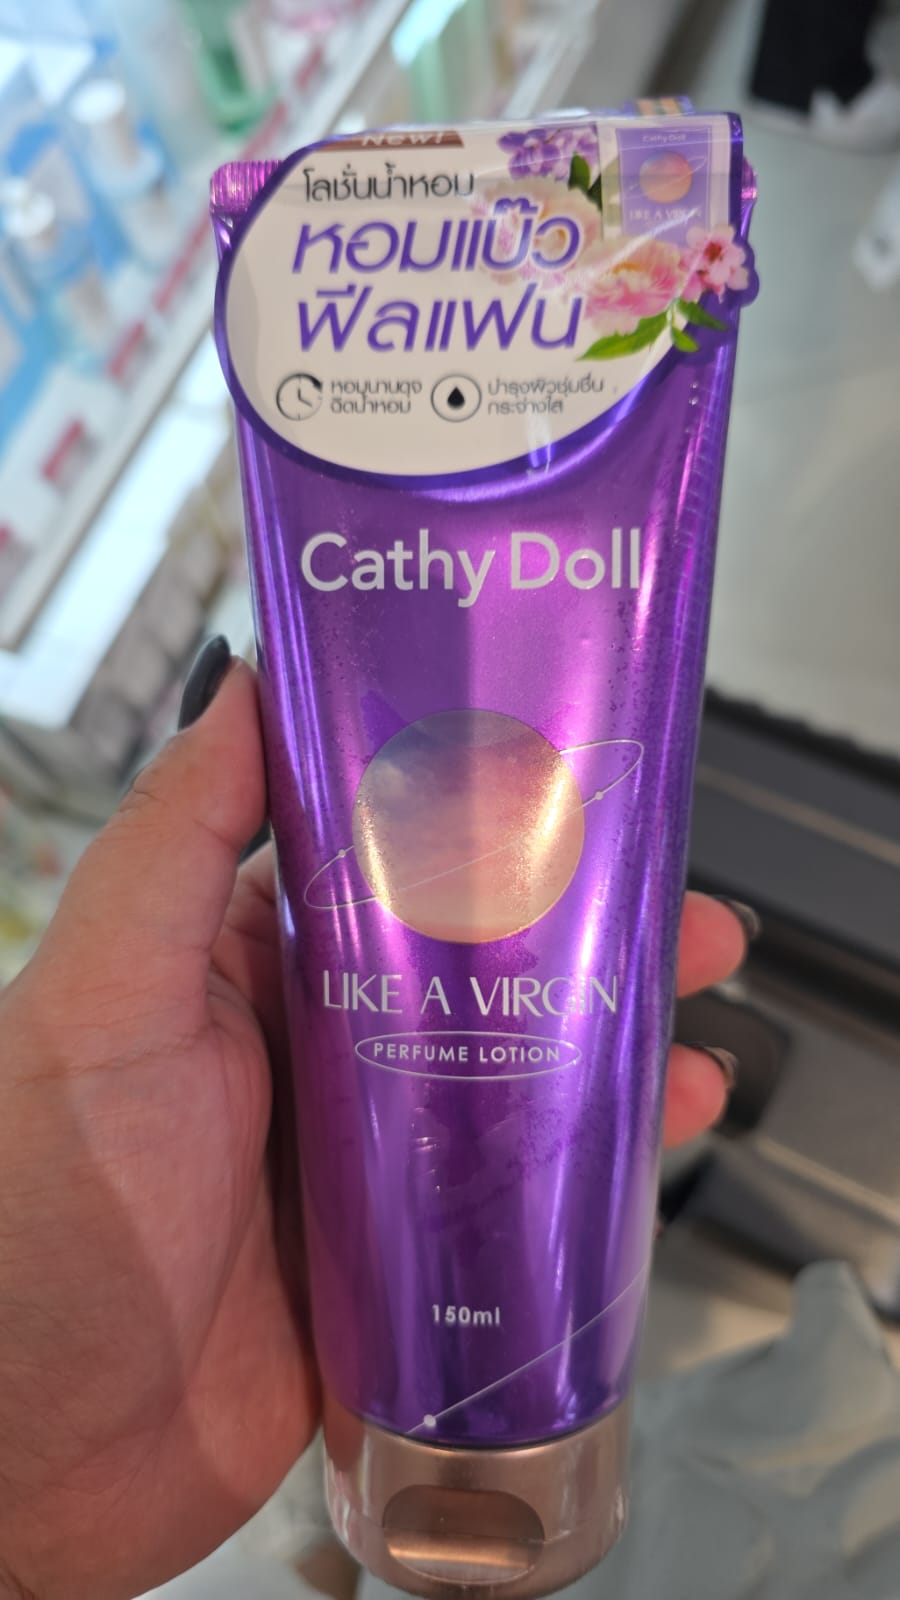 New!
โลชั่นน้ำหอม
หอมแบ๊ว
ฟีลแฟน
หอมนานดุจ
ฉีดน้ำหอม
บำรุงผิวชุ่มชื่น
กระจ่างใส
Cathy Doll
LIKE A VIRGIN
Cathy Doll
LIKE A VIRGIN
PERFUME LOTION
150ml